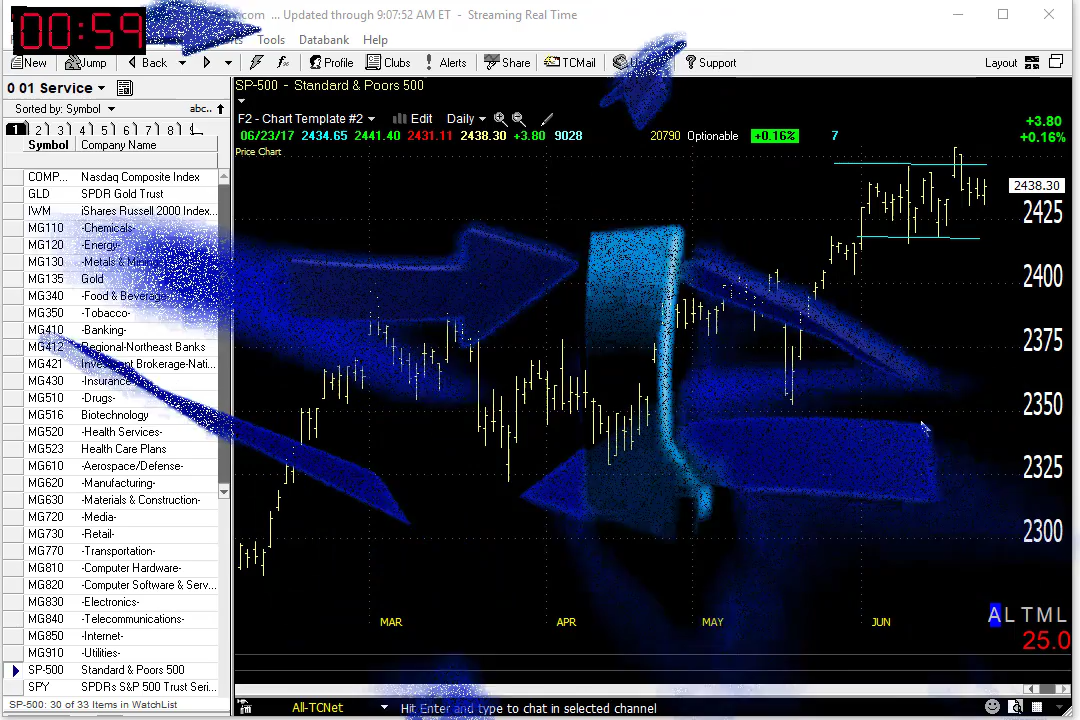 00:59
.com ... Updated through 9:07:52 AM ET - Streaming Real Time
Tools Databank Help
New Jump Back Profile Clubs Alerts Share TCMail Support Layout
0 01 Service
Sorted by: Symbol abc..
1 2 3 4 5 6 7 8
Symbol Company Name
COMP... Nasdaq Composite Index
GLD SPDR Gold Trust
IWM iShares Russell 2000 Index...
MG110 -Chemicals-
MG120 -Energy-
MG130 -Metals &
MG135 Gold
MG340 -Food & Beverage
MG350 -Tobacco-
MG410 -Banking-
MG412 Regional-Northeast Banks
MG421 Investment Brokerage-Nati...
MG430 -Insurance
MG510 -Drugs-
MG516 Biotechnology
MG520 -Health Services-
MG523 Health Care Plans
MG610 -Aerospace/Defense-
MG620 -Manufacturing-
MG630 -Materials & Construction-
MG720 -Media-
MG730 -Retail-
MG770 -Transportation-
MG810 -Computer Hardware-
MG820 -Computer Software & Serv...
MG830 -Electronics-
MG840 -Telecommunications-
MG850 -Internet-
MG910 -Utilities-
SP-500 Standard & Poors 500
SPY SPDRs S&P 500 Trust Seri...
SP-500: 30 of 33 Items in WatchList
SP-500 - Standard & Poors 500
F2 - Chart Template #2 Edit Daily
06/23/17 2434.65 2441.40 2431.11 2438.30 +3.80 9028 20790 Optionable +0.16% 7
+3.80
+0.16%
Price Chart
2438.30
2425
2400
2375
2350
2325
2300
MAR APR MAY JUN
A L T M L
25.0
All-TCNet Hit Enter and type to chat in selected channel